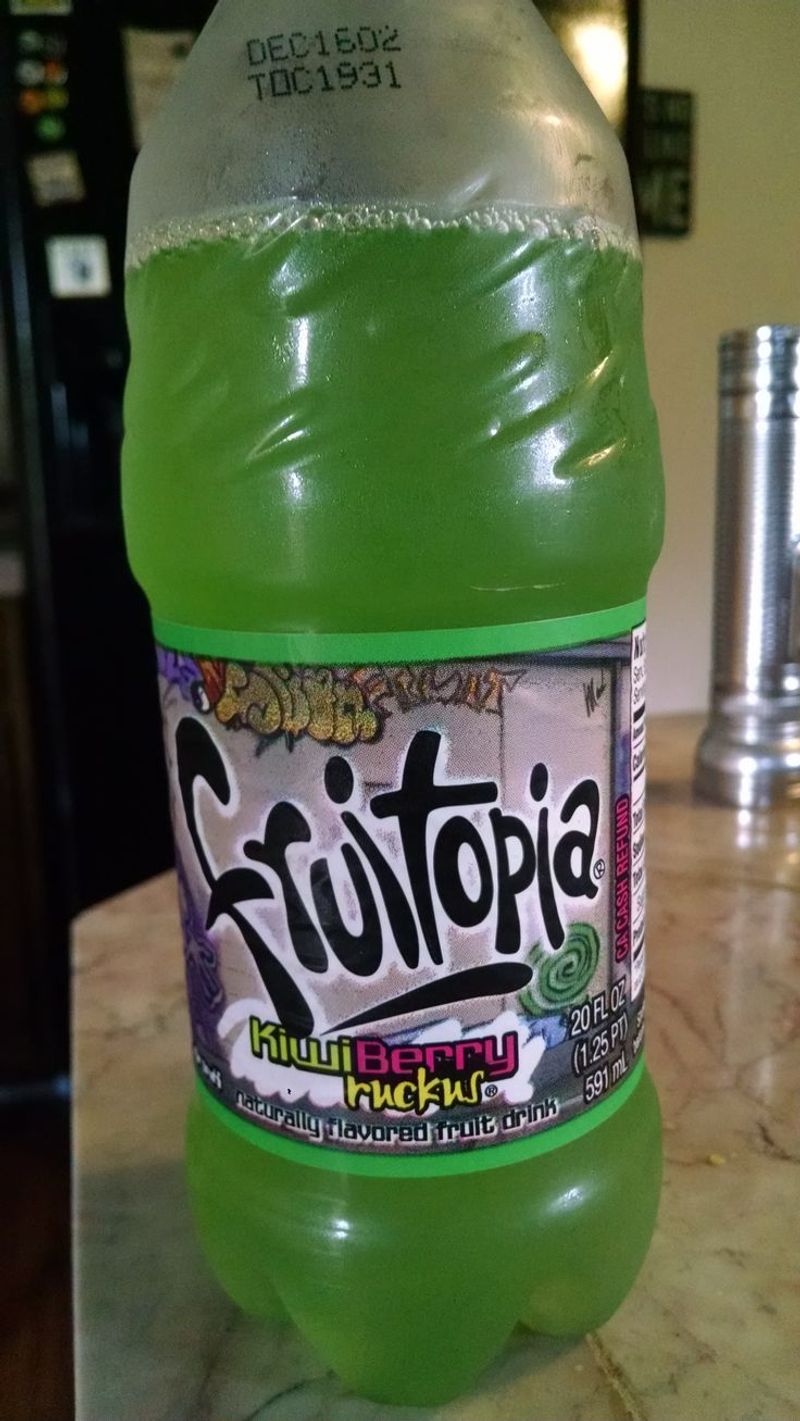 DEC1602
TOC1931
fruitopia®
KiwiBerry
ruckus®
naturally flavored fruit drink
CA CASH REFUND
20 FL OZ
(1.25 PT)
591 mL